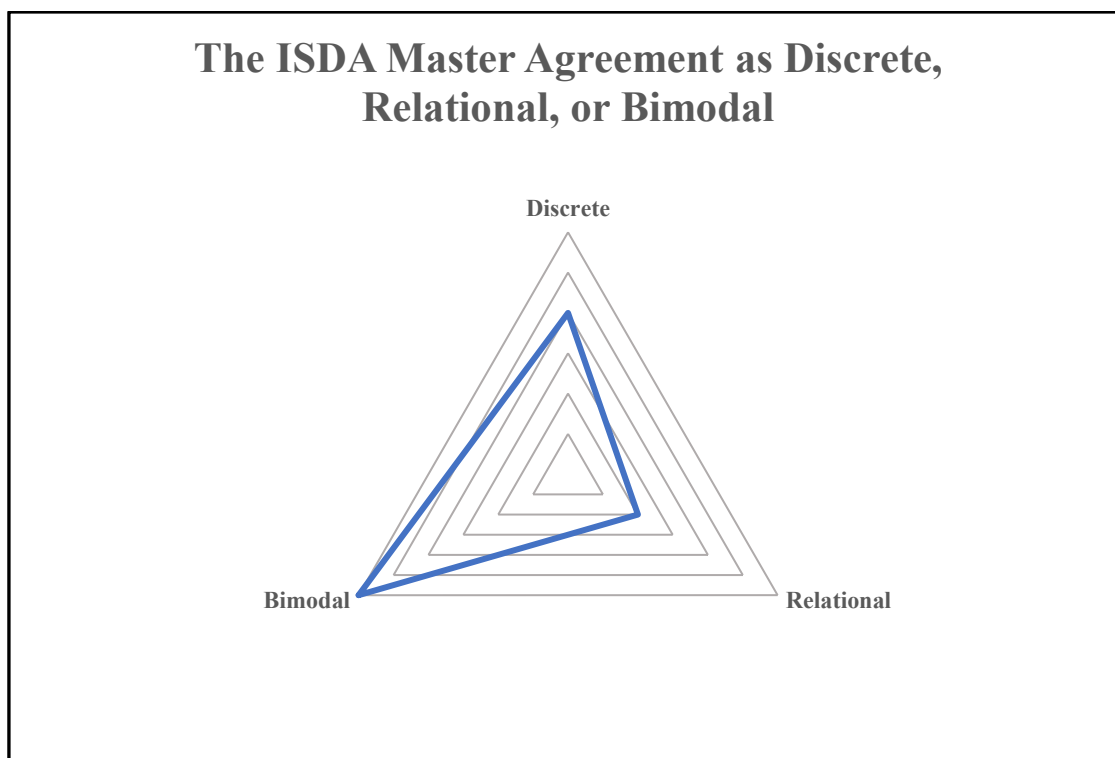 The ISDA Master Agreement as Discrete,
Relational, or Bimodal
Discrete
Bimodal
Relational